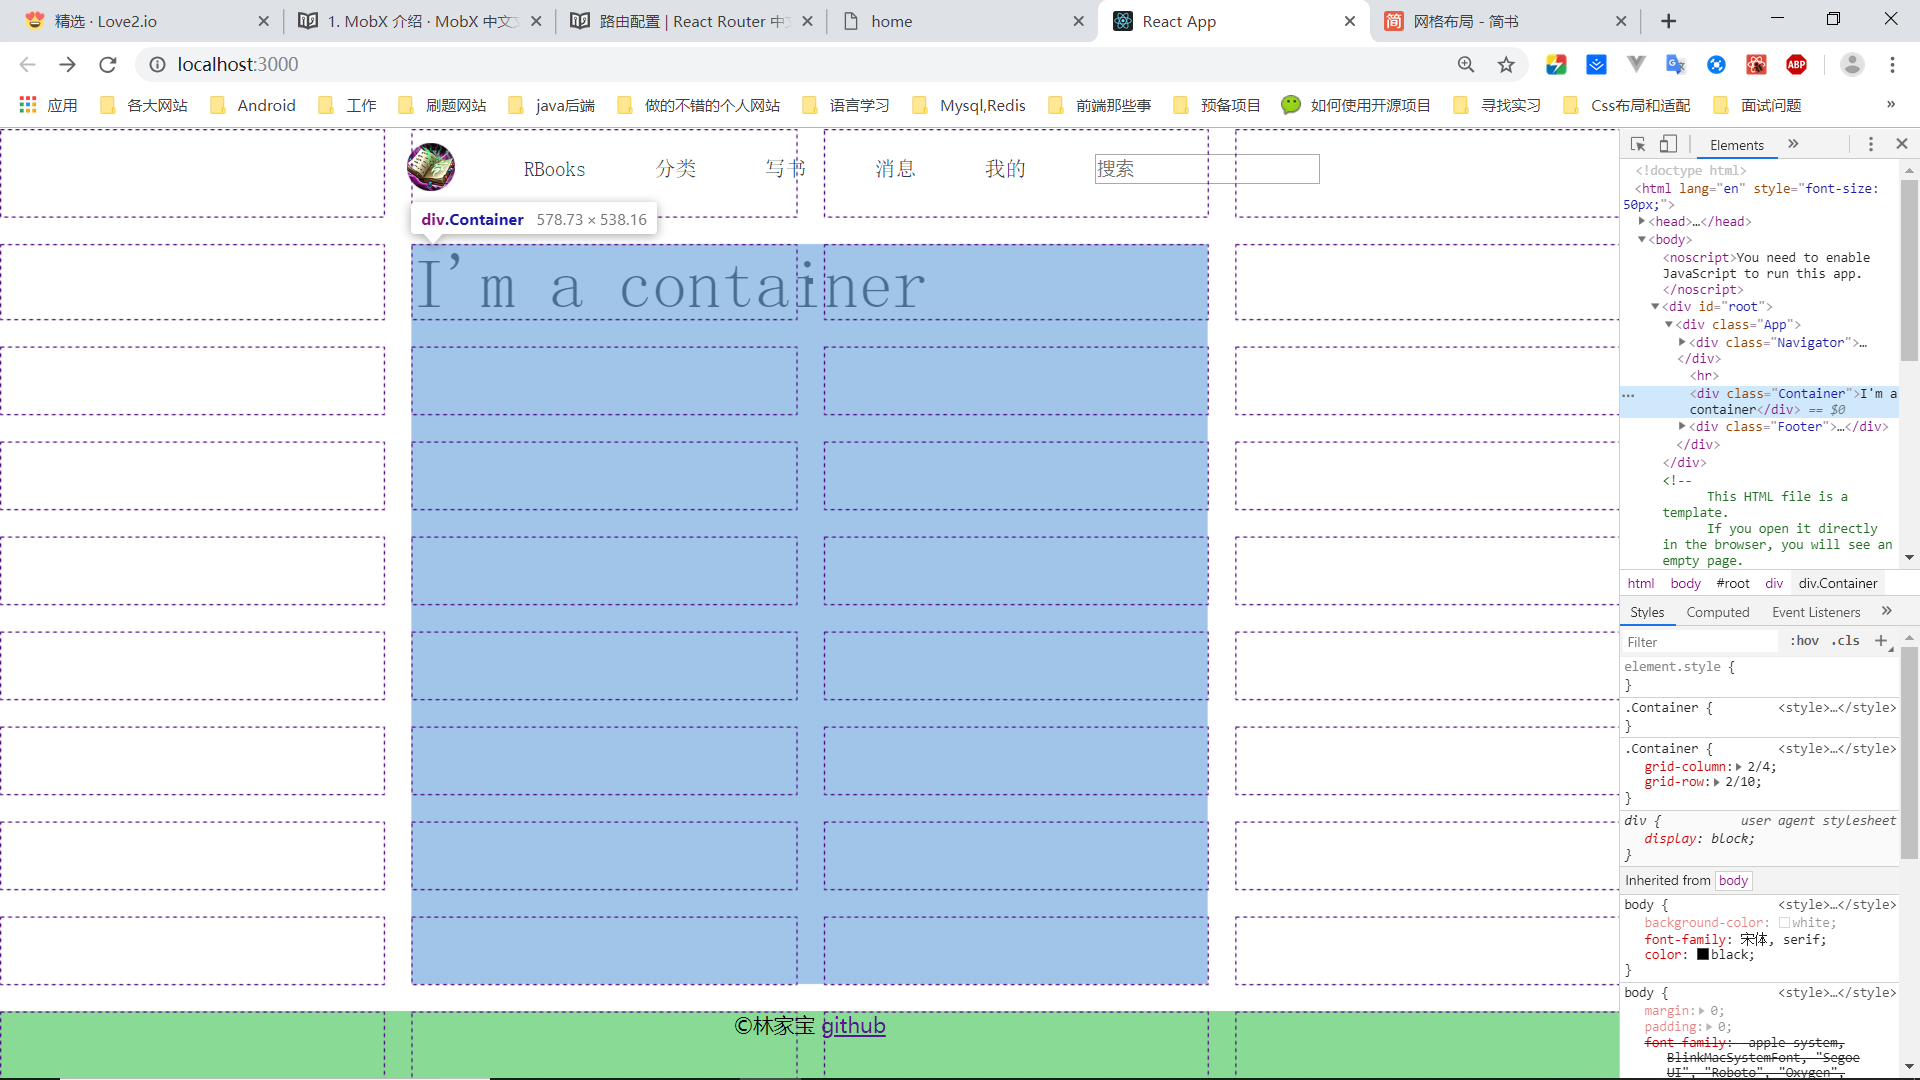 精选 · Love2.io
1. MobX 介绍 · MobX 中文
路由配置 | React Router 中
home
React App
简
网格布局 - 简书
localhost:3000
ABP
应用
各大网站
Android
工作
刷题网站
java后端
做的不错的个人网站
语言学习
Mysql,Redis
前端那些事
预备项目
如何使用开源项目
寻找实习
Css布局和适配
面试问题
»
RBooks
分类
写书
消息
我的
搜索
div.Container 578.73 × 538.16
I'm a container
©林家宝 github
Elements
»
<!doctype html>
<html lang="en" style="font-size:
50px;">
<head>…</head>
<body>
<noscript>You need to enable
JavaScript to run this app.
</noscript>
<div id="root">
<div class="App">
<div class="Navigator">…
</div>
<hr>
<div class="Container">I'm a
container</div> == $0
<div class="Footer">…</div>
</div>
</div>
<!--
This HTML file is a
template.
If you open it directly
in the browser, you will see an
empty page.
html body #root div div.Container
Styles Computed Event Listeners »
Filter :hov .cls +
element.style {
}
.Container { <style>…</style>
}
.Container { <style>…</style>
grid-column: 2/4;
grid-row: 2/10;
}
div { user agent stylesheet
display: block;
}
Inherited from body
body { <style>…</style>
background-color: white;
font-family: 宋体, serif;
color: black;
}
body { <style>…</style>
margin: 0;
padding: 0;
font-family: -apple-system,
BlinkMacSystemFont, "Segoe
UI", "Roboto", "Oxygen",